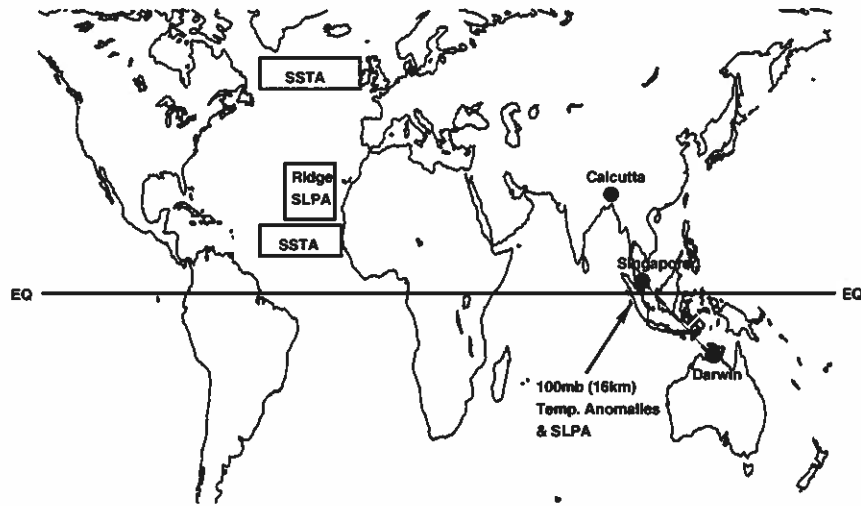 SSTA
Ridge
SLPA
Calcutta
SSTA
Singapore
EQ
EQ
Darwin
100mb (16km)
Temp. Anomalies
& SLPA